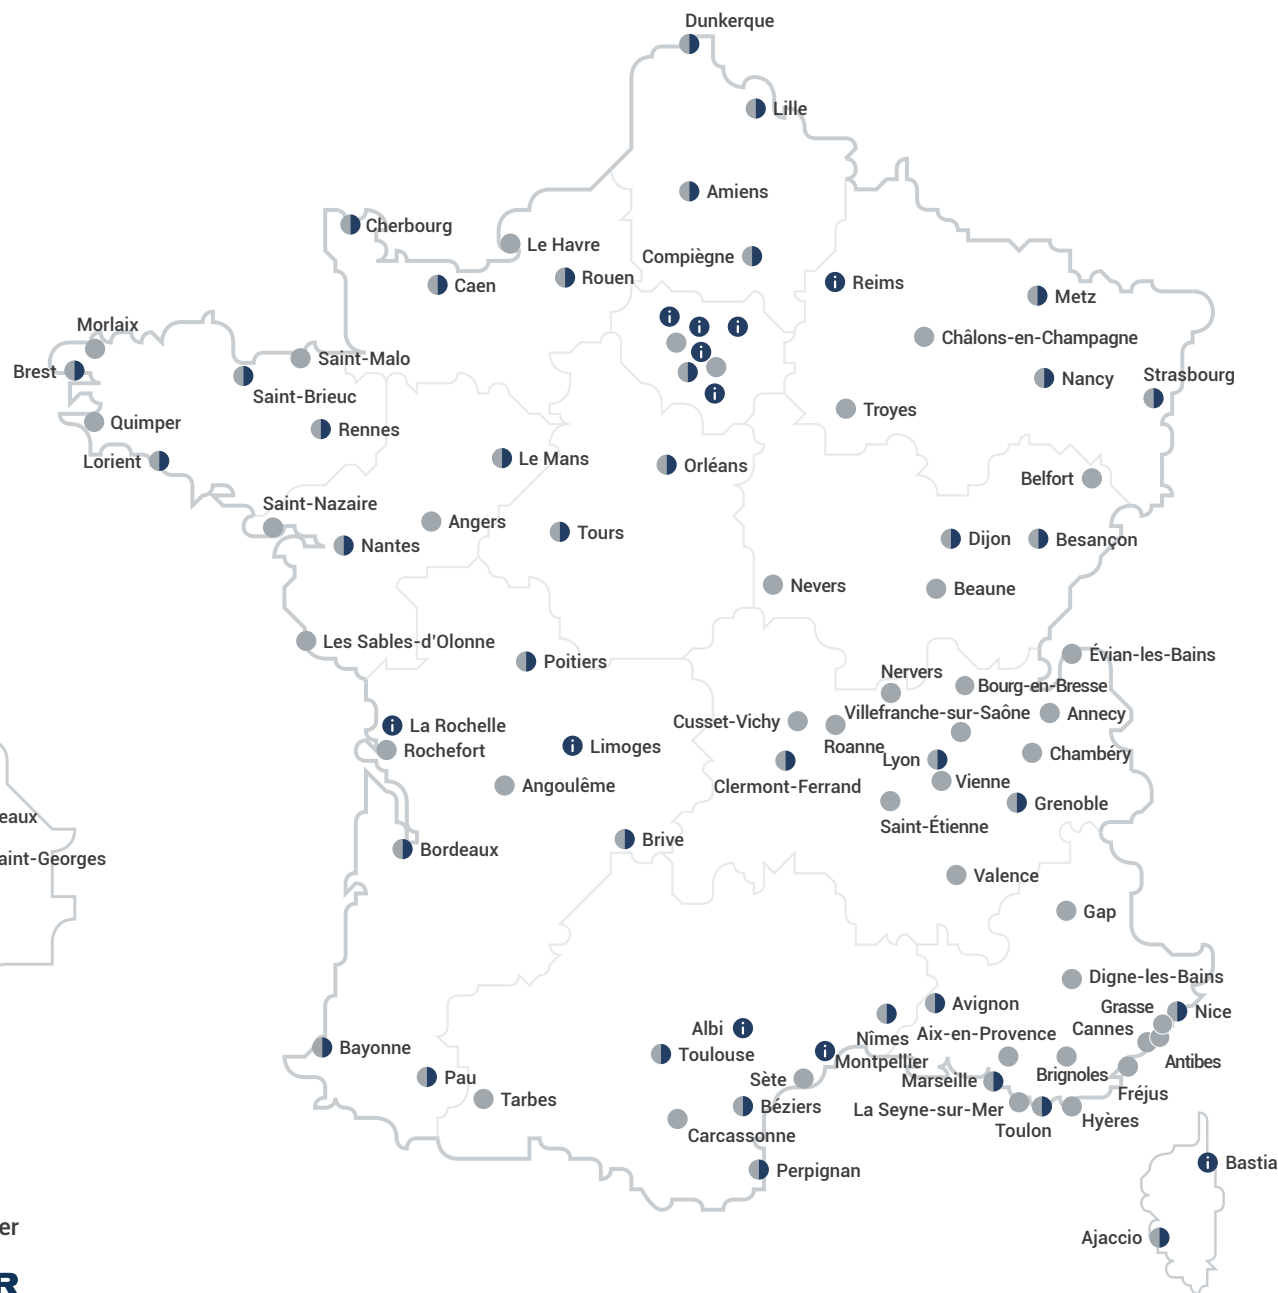 Dunkerque
Lille
Amiens
Cherbourg
Le Havre
Compiègne
Rouen
Caen
Reims
Metz
Morlaix
Châlons-en-Champagne
Saint-Malo
Brest
Nancy
Strasbourg
Saint-Brieuc
Troyes
Quimper
Rennes
Lorient
Le Mans
Orléans
Belfort
Saint-Nazaire
Angers
Tours
Nantes
Dijon
Besançon
Nevers
Beaune
Les Sables-d'Olonne
Évian-les-Bains
Poitiers
Nervers
Bourg-en-Bresse
Villefranche-sur-Saône
Annecy
Cusset-Vichy
La Rochelle
Roanne
Limoges
Rochefort
Chambéry
Lyon
Vienne
Angoulême
Clermont-Ferrand
Grenoble
eaux
Saint-Étienne
Brive
Bordeaux
aint-Georges
Valence
Gap
Digne-les-Bains
Avignon
Grasse
Nice
Albi
Nîmes
Aix-en-Provence
Cannes
Bayonne
Toulouse
Montpellier
Antibes
Pau
Sète
Marseille
Brignoles
Fréjus
Tarbes
Béziers
La Seyne-sur-Mer
Hyères
Carcassonne
Toulon
Perpignan
Bastia
er
Ajaccio
R